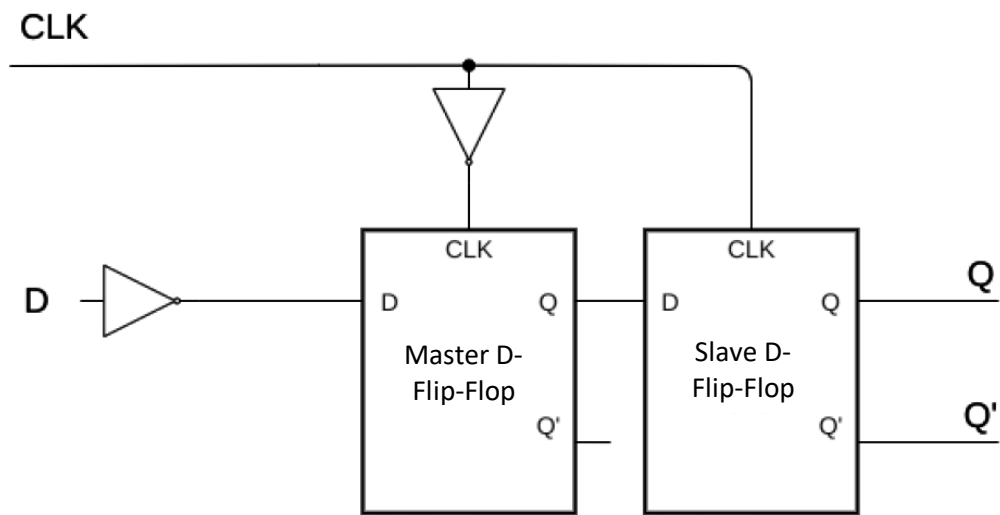 CLK
CLK
CLK
D
D
Q
D
Q
Q
Master D-
Flip-Flop
Slave D-
Flip-Flop
Q'
Q'
Q'